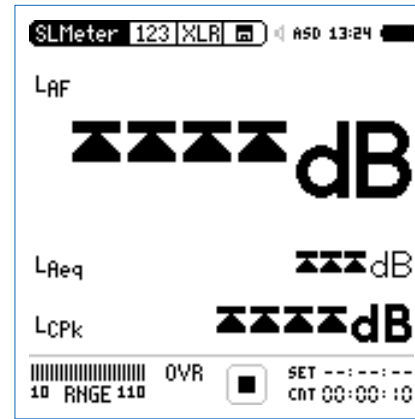 SLMeter 123 XLR ASD 13:24
LAF
dB
LAeq dB
LCPk dB
OVR SET --:--:--
10 RNGE 110 CNT 00:00:10